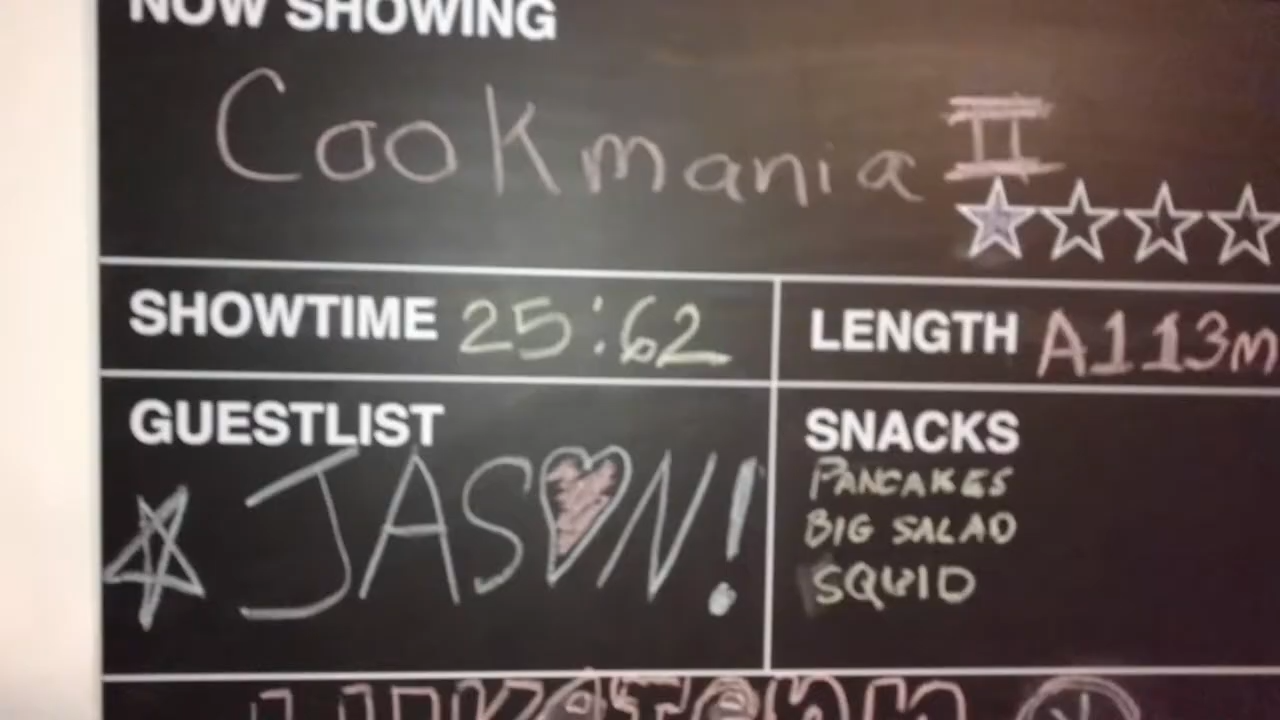 NOW SHOWING
Cookmania II
SHOWTIME 25:62
LENGTH A113m
GUESTLIST
JASON!
SNACKS
PANCAKES
BIG SALAD
SQUID